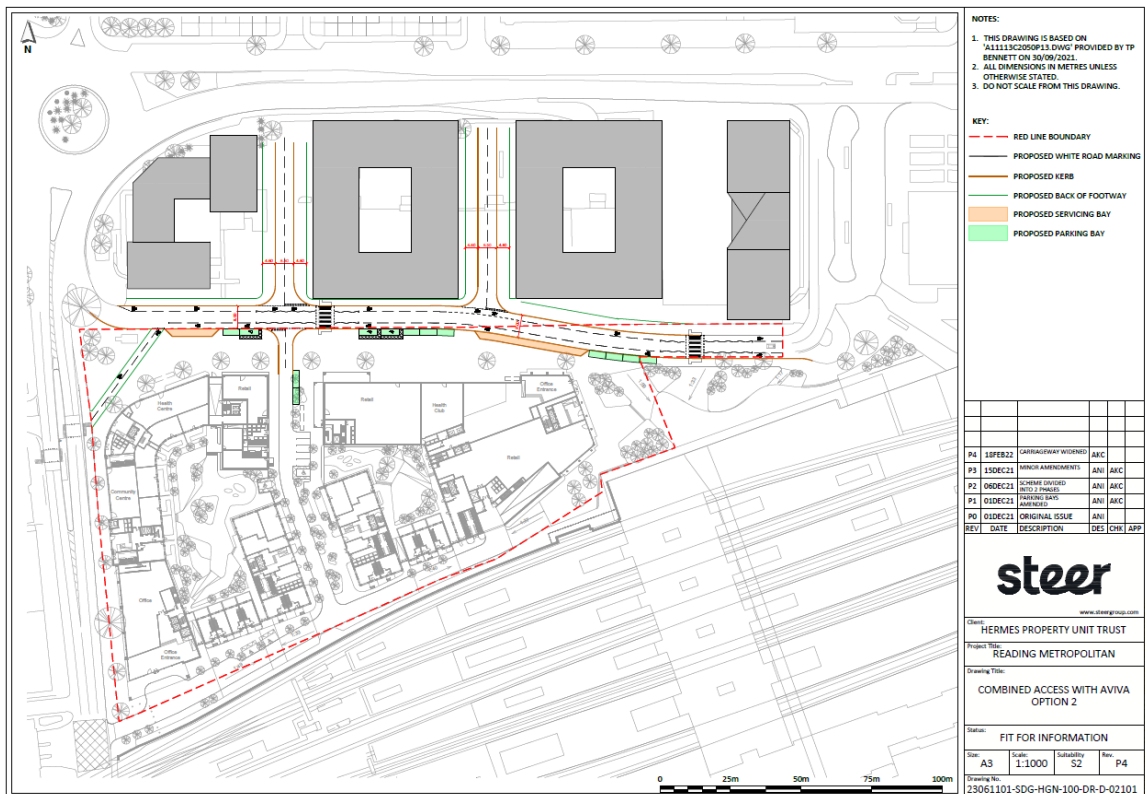 N
Health
Centre
Retail
Retail
Health
Club
Office
Entrance
Retail
Community
Centre
Office
Office
Entrance
0 25m 50m 75m 100m
NOTES:
1. THIS DRAWING IS BASED ON
'A11113C2050P13.DWG' PROVIDED BY TP
BENNETT ON 30/09/2021.
2. ALL DIMENSIONS IN METRES UNLESS
OTHERWISE STATED.
3. DO NOT SCALE FROM THIS DRAWING.
KEY:
RED LINE BOUNDARY
PROPOSED WHITE ROAD MARKING
PROPOSED KERB
PROPOSED BACK OF FOOTWAY
PROPOSED SERVICING BAY
PROPOSED PARKING BAY
P4 18FEB22 CARRIAGEWAY WIDENED AKC
P3 15DEC21 MINOR AMENDMENTS ANI AKC
P2 06DEC21 SCHEME DIVIDED INTO 2 PHASES ANI AKC
P1 01DEC21 PARKING BAYS AMENDED ANI AKC
P0 01DEC21 ORIGINAL ISSUE ANI
REV DATE DESCRIPTION DES CHK APP
steer
www.steergroup.com
Client:
HERMES PROPERTY UNIT TRUST
Project Title:
READING METROPOLITAN
Drawing Title:
COMBINED ACCESS WITH AVIVA
OPTION 2
Status:
FIT FOR INFORMATION
Size: Scale: Suitability Rev.
A3 1:1000 S2 P4
Drawing No.
23061101-SDG-HGN-100-DR-D-02101